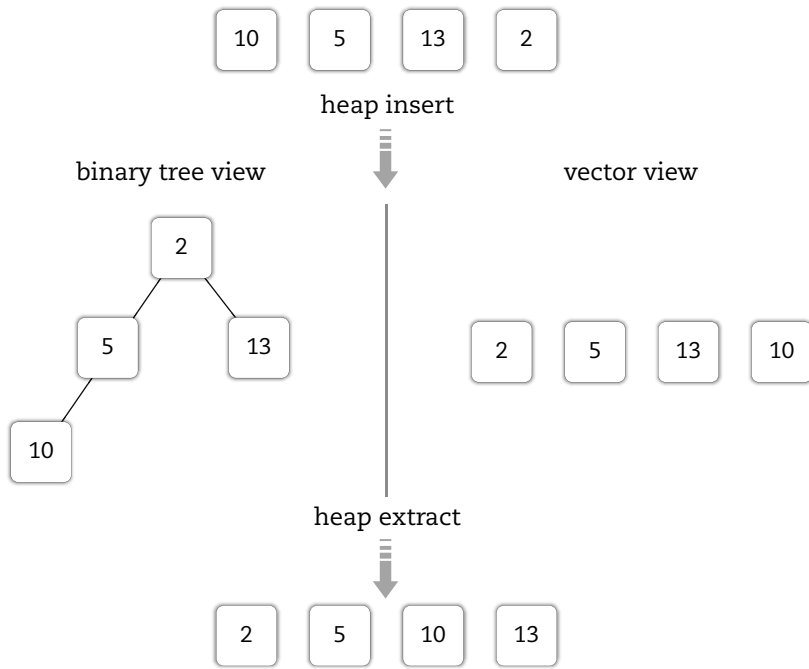 10 5 13 2
heap insert
binary tree view
vector view
2
5 13
10
2 5 13 10
heap extract
2 5 10 13